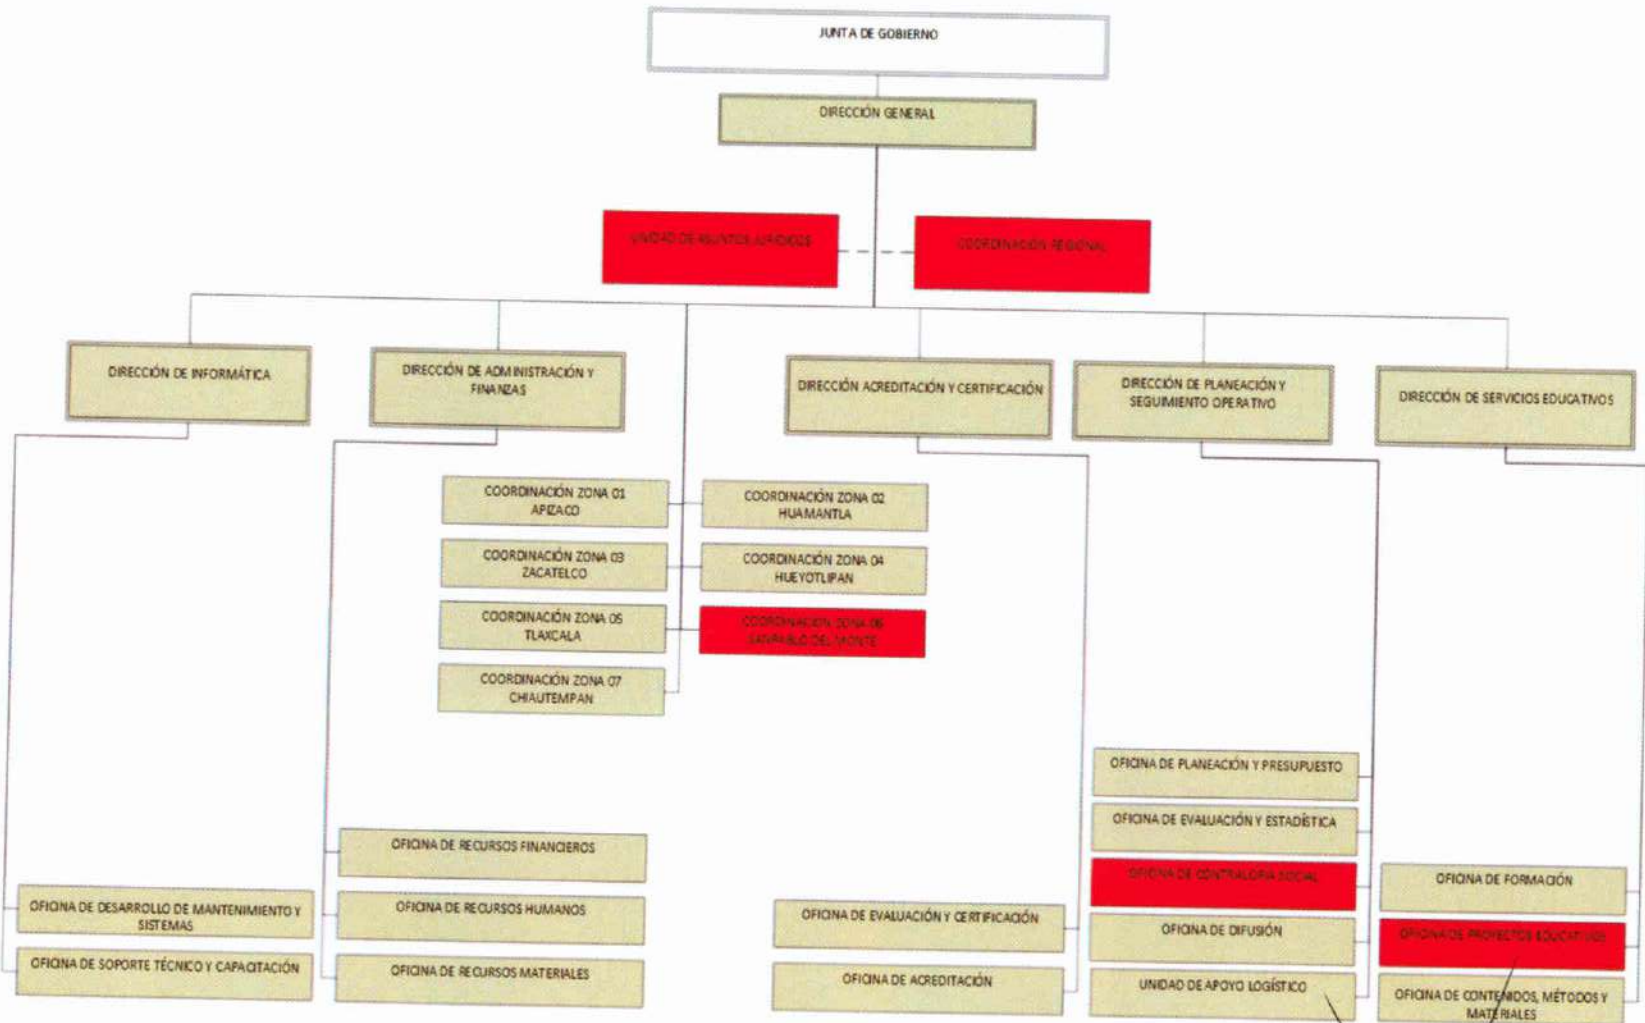 JUNTA DE GOBIERNO
DIRECCIÓN GENERAL
UNIDAD DE ASUNTOS JURIDICOS
COORDINACIÓN REGIONAL
DIRECCIÓN DE INFORMÁTICA
DIRECCIÓN DE ADMINISTRACIÓN Y
FINANZAS
DIRECCIÓN ACREDITACIÓN Y CERTIFICACIÓN
DIRECCIÓN DE PLANEACIÓN Y
SEGUIMIENTO OPERATIVO
DIRECCIÓN DE SERVICIOS EDUCATIVOS
COORDINACIÓN ZONA 01
APIZACO
COORDINACIÓN ZONA 02
HUAMANTLA
COORDINACIÓN ZONA 03
ZACATELCO
COORDINACIÓN ZONA 04
HUEYOTLIPAN
COORDINACIÓN ZONA 05
TLAXCALA
COORDINACIÓN ZONA 06
SAN PABLO DEL MONTE
COORDINACIÓN ZONA 07
CHIAUTEMPAN
OFICINA DE DESARROLLO DE MANTENIMIENTO Y
SISTEMAS
OFICINA DE SOPORTE TÉCNICO Y CAPACITACIÓN
OFICINA DE RECURSOS FINANCIEROS
OFICINA DE RECURSOS HUMANOS
OFICINA DE RECURSOS MATERIALES
OFICINA DE EVALUACIÓN Y CERTIFICACIÓN
OFICINA DE ACREDITACIÓN
OFICINA DE PLANEACIÓN Y PRESUPUESTO
OFICINA DE EVALUACIÓN Y ESTADÍSTICA
OFICINA DE CONTRALORÍA SOCIAL
OFICINA DE DIFUSIÓN
UNIDAD DE APOYO LOGÍSTICO
OFICINA DE FORMACIÓN
OFICINA DE PROYECTOS EDUCATIVOS
OFICINA DE CONTENIDOS, MÉTODOS Y
MATERIALES